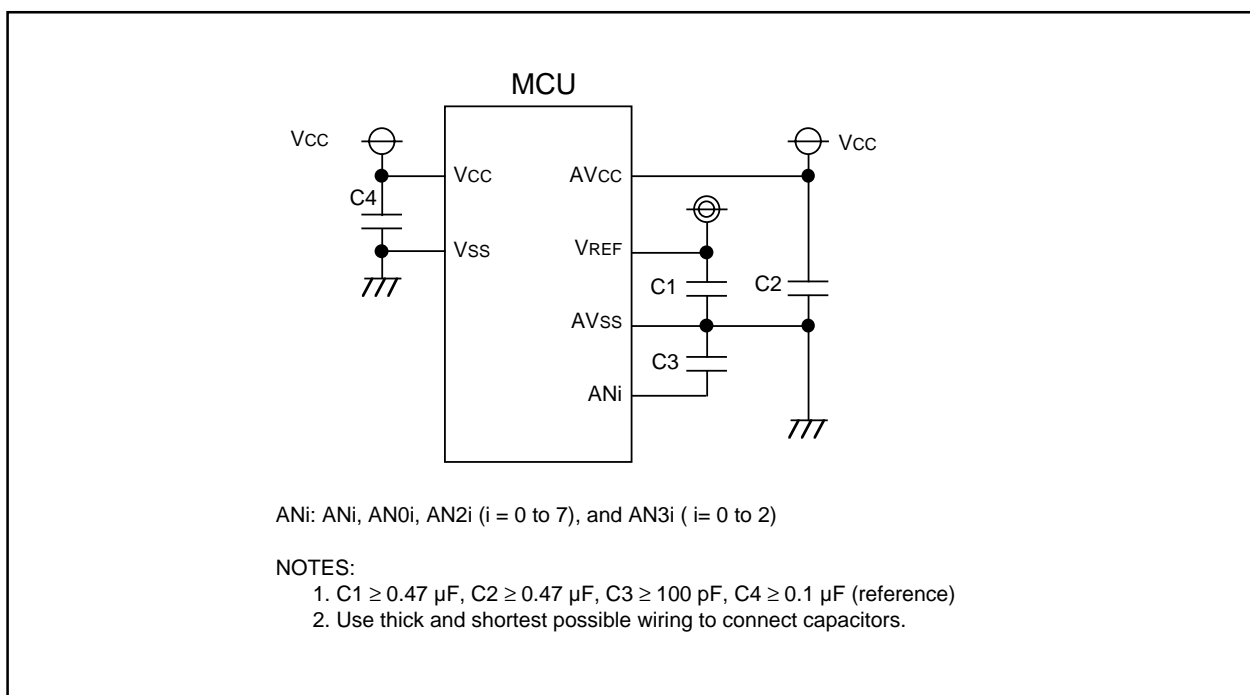 MCU
VCC
VCC
AVCC
VCC
C4
VSS
VREF
C1
C2
AVSS
C3
ANi
ANi: ANi, AN0i, AN2i (i = 0 to 7), and AN3i ( i= 0 to 2)
NOTES:
1. C1 ≥ 0.47 µF, C2 ≥ 0.47 µF, C3 ≥ 100 pF, C4 ≥ 0.1 µF (reference)
2. Use thick and shortest possible wiring to connect capacitors.